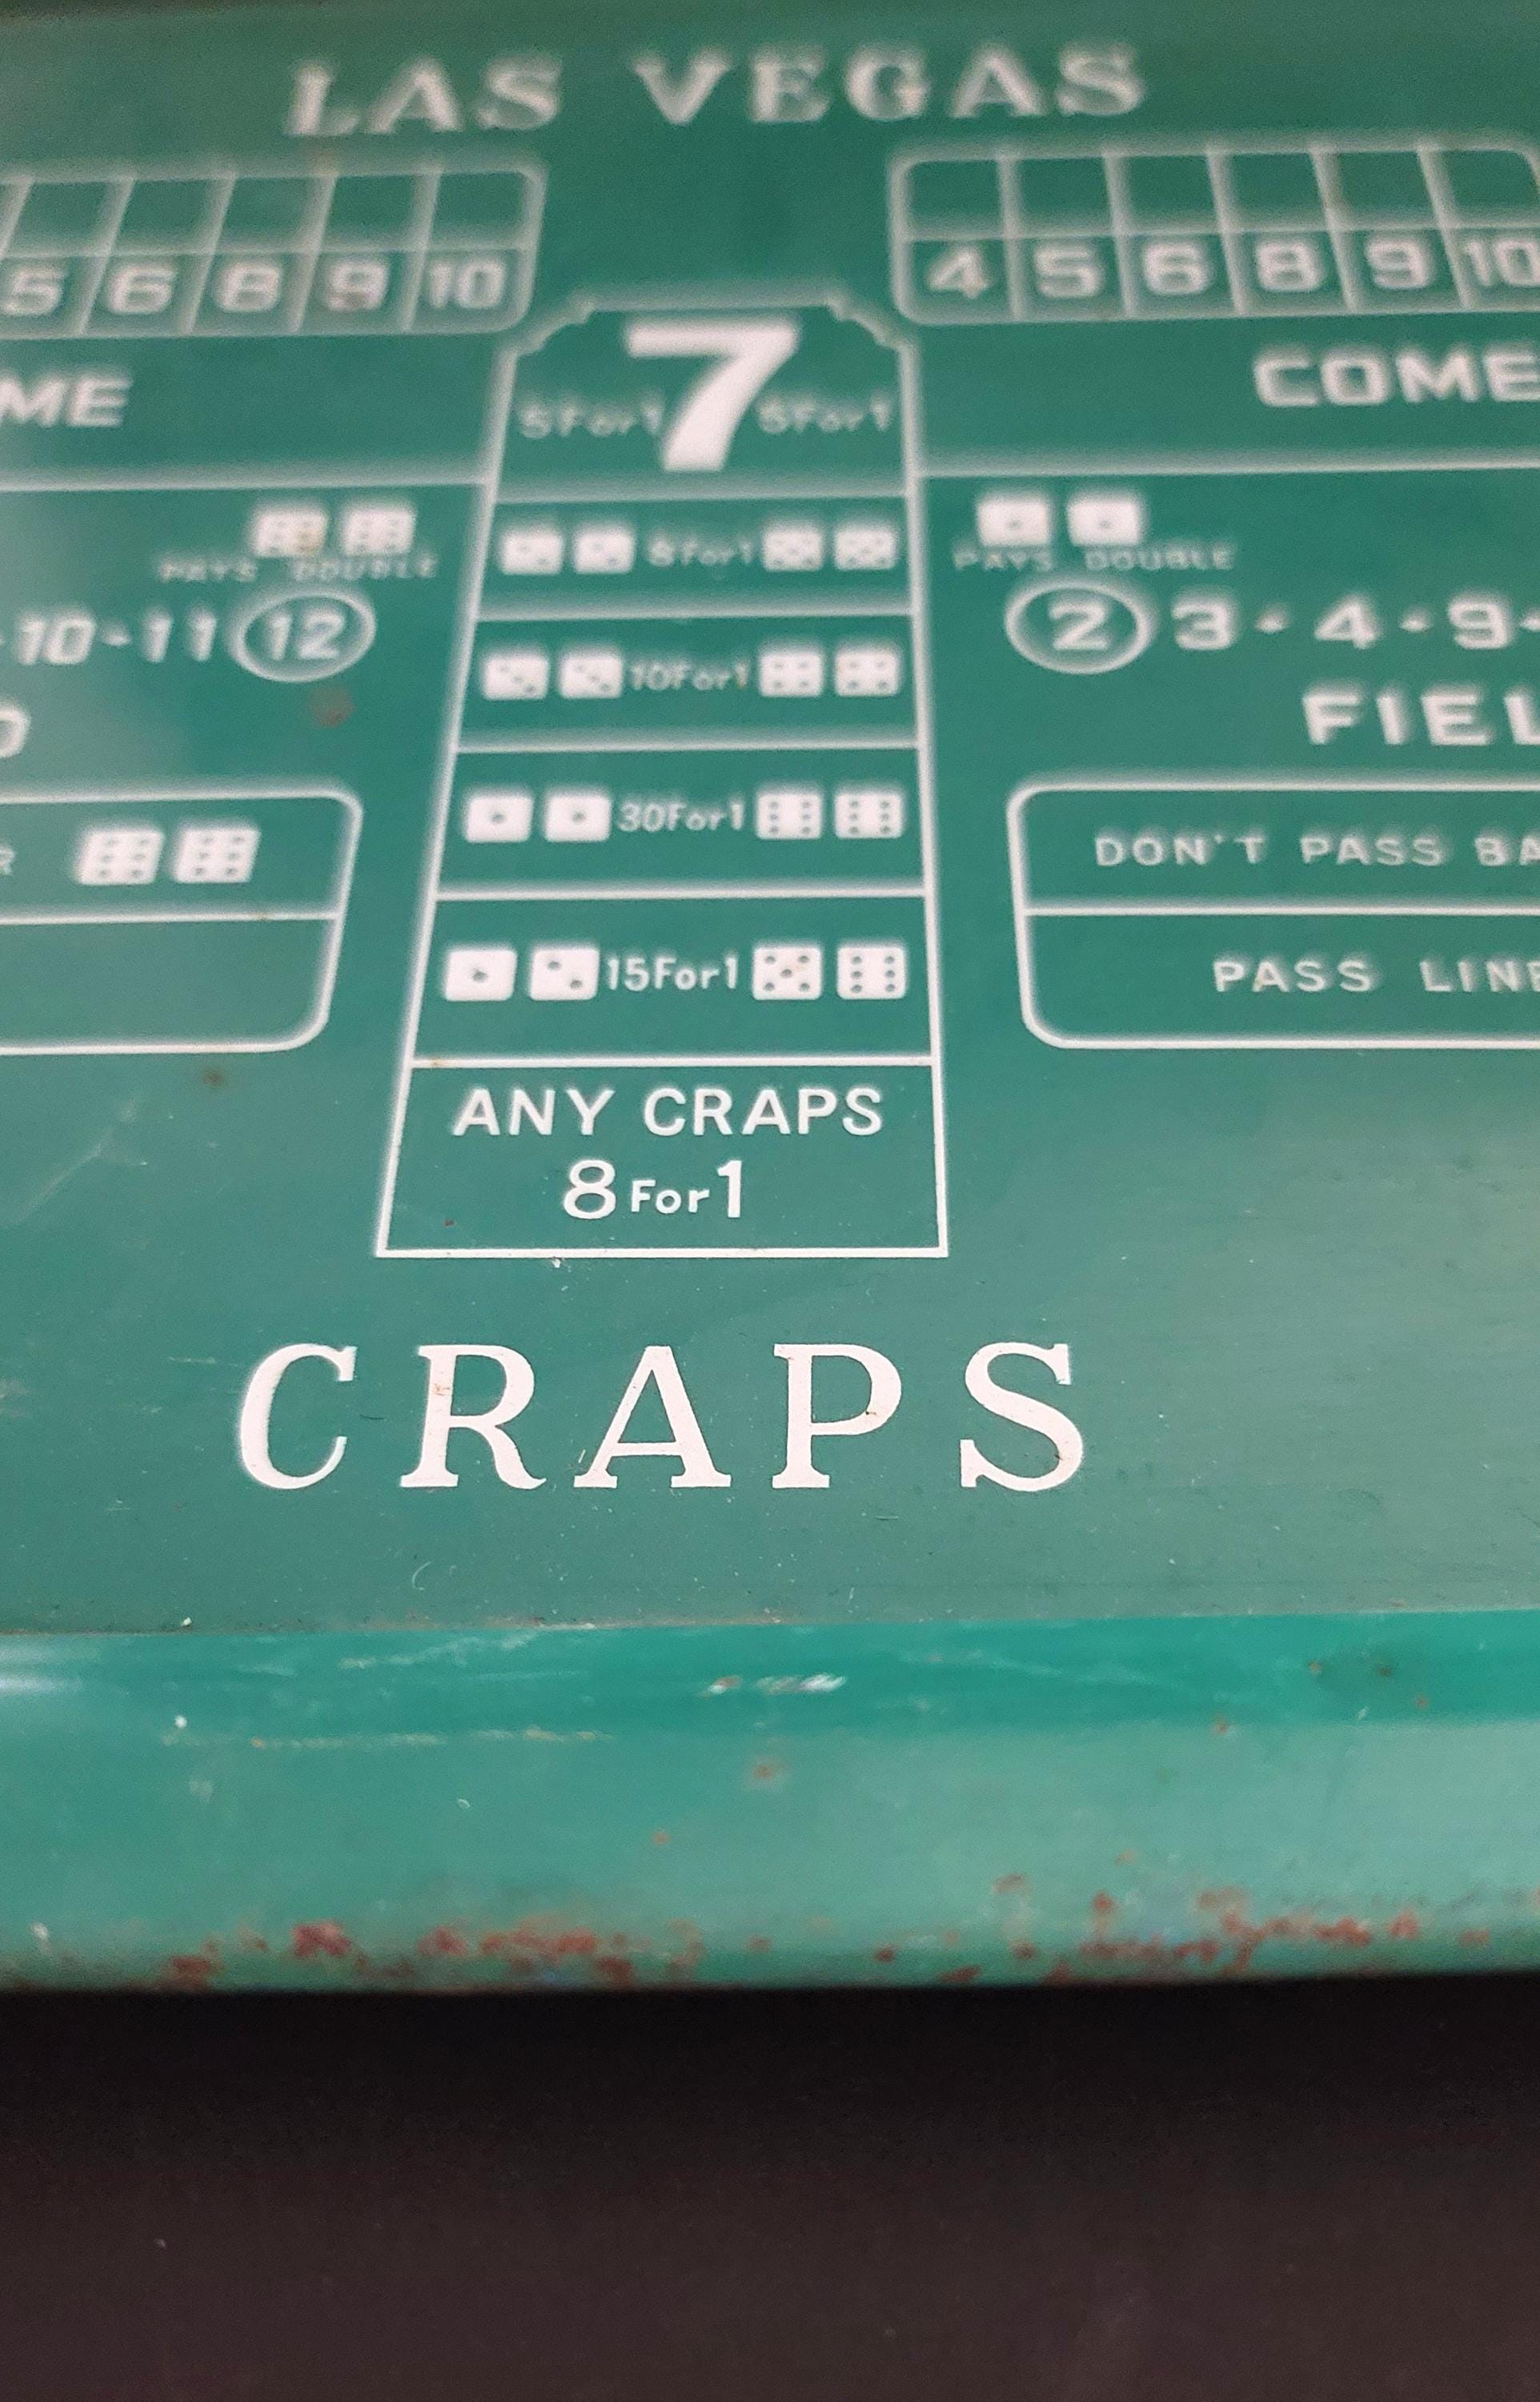 LAS VEGAS
5 6 8 9 10
4 5 6 8 9 10
ME
COME
7
5For1 5For1
PAYS DOUBLE
8For1
PAYS DOUBLE
10-11 12
10For1
2 3 · 4 · 9 ·
FIEL
30For1
DON'T PASS BA
15For1
PASS LINE
ANY CRAPS
8 For 1
CRAPS